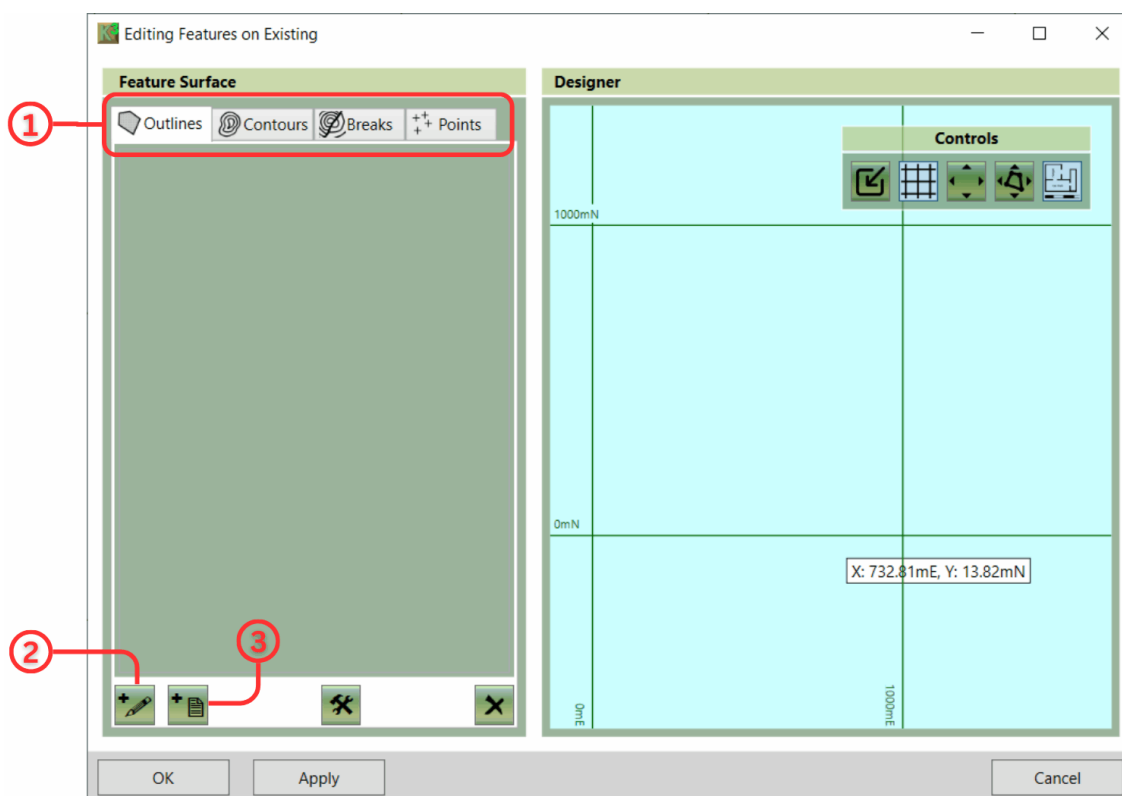 Editing Features on Existing
Feature Surface
Designer
1
Outlines
Contours
Breaks
Points
Controls
1000mN
0mN
X: 732.81mE, Y: 13.82mN
2
3
0mE
1000mE
OK
Apply
Cancel